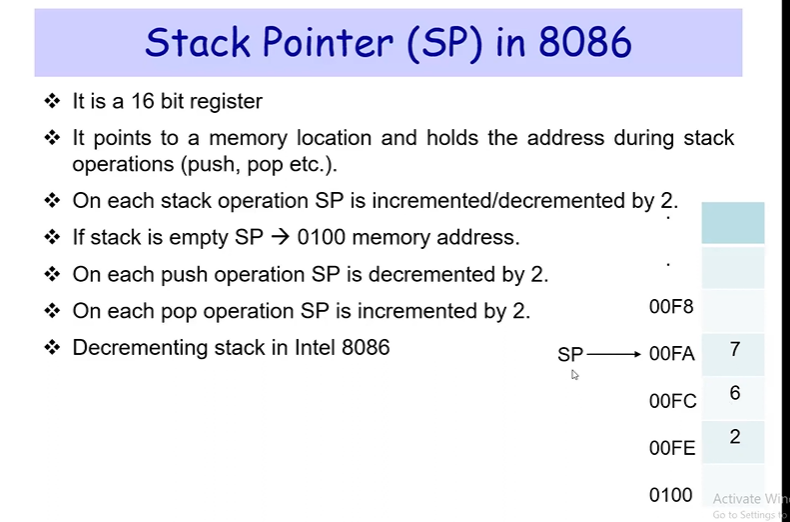 Stack Pointer (SP) in 8086
❖ It is a 16 bit register
❖ It points to a memory location and holds the address during stack
operations (push, pop etc.).
❖ On each stack operation SP is incremented/decremented by 2.
❖ If stack is empty SP → 0100 memory address.
❖ On each push operation SP is decremented by 2.
❖ On each pop operation SP is incremented by 2.
❖ Decrementing stack in Intel 8086
.
.
00F8
SP → 00FA 7
00FC 6
00FE 2
0100
Activate Win
Go to Settings to